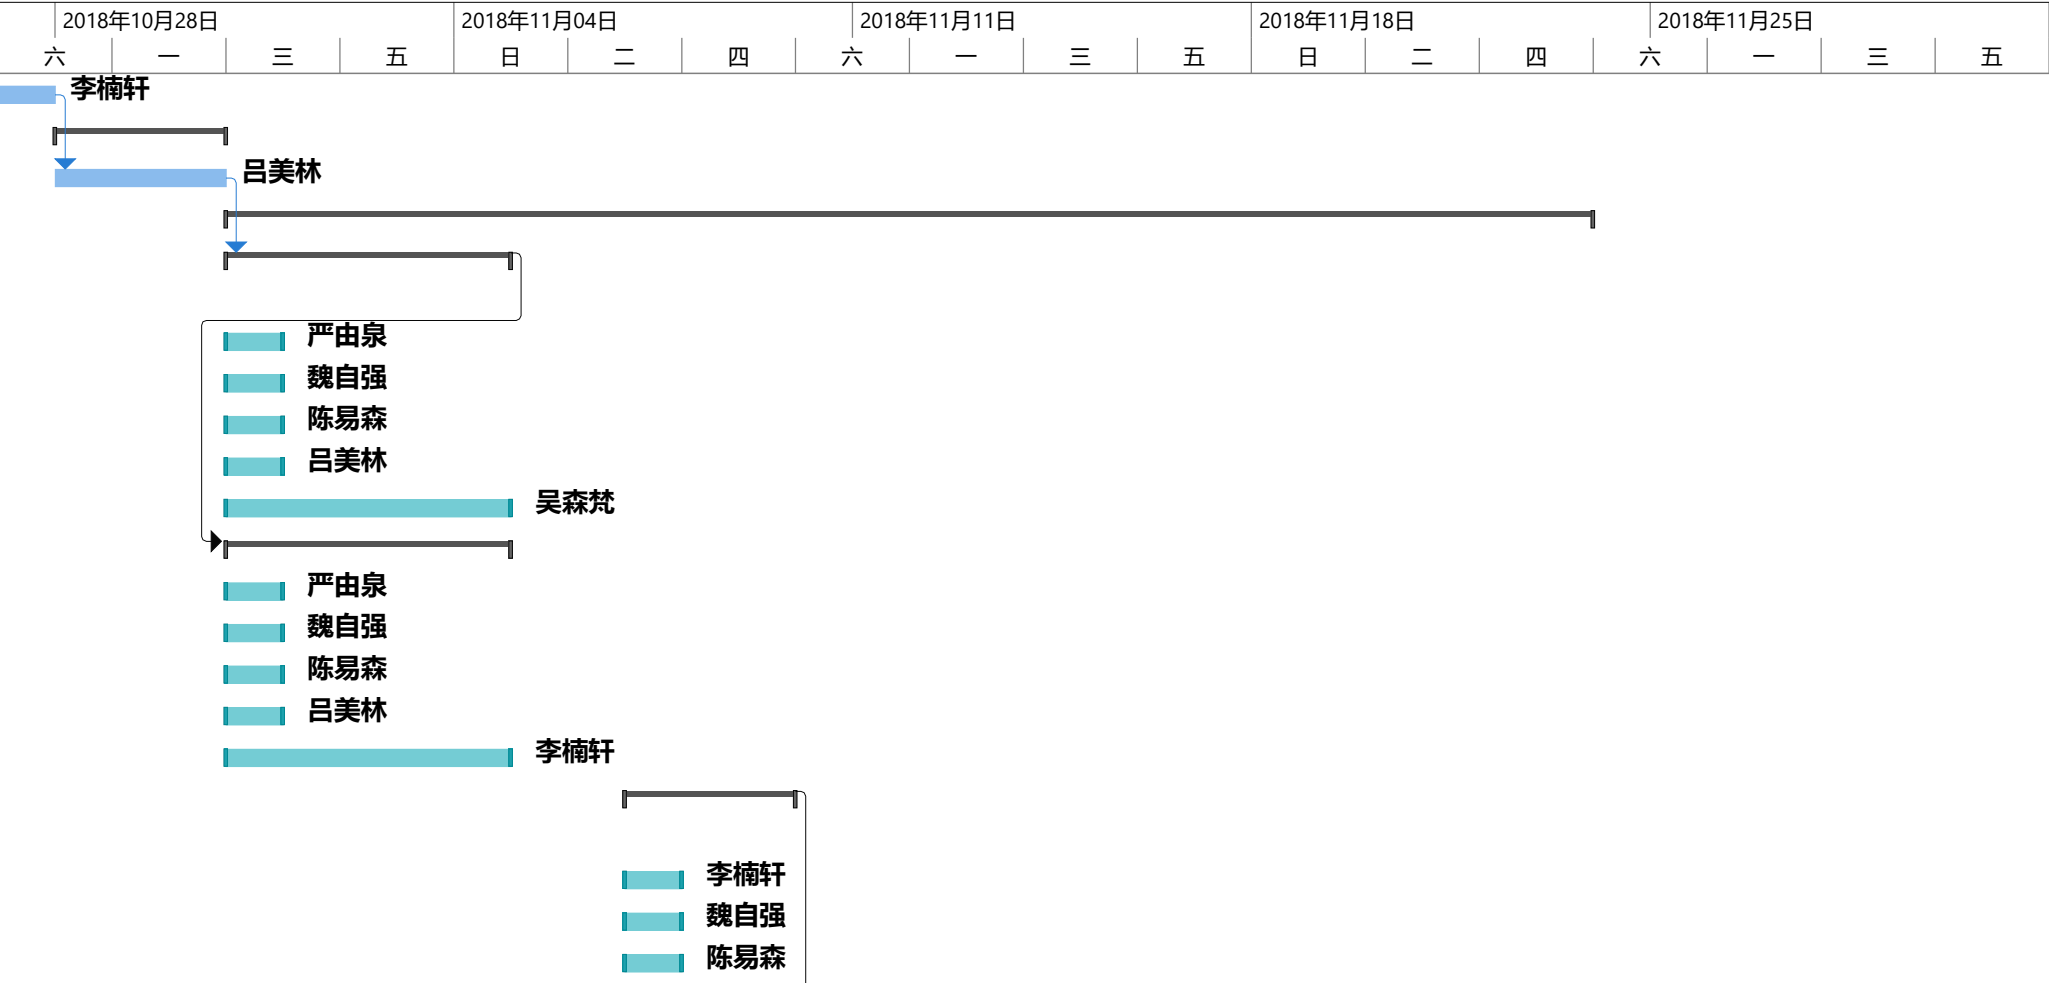 2018年10月28日 2018年11月04日 2018年11月11日 2018年11月18日 2018年11月25日
六 一 三 五 日 二 四 六 一 三 五 日 二 四 六 一 三 五
李楠轩
吕美林
严由泉
魏自强
陈易森
吕美林
吴森梵
严由泉
魏自强
陈易森
吕美林
李楠轩
李楠轩
魏自强
陈易森